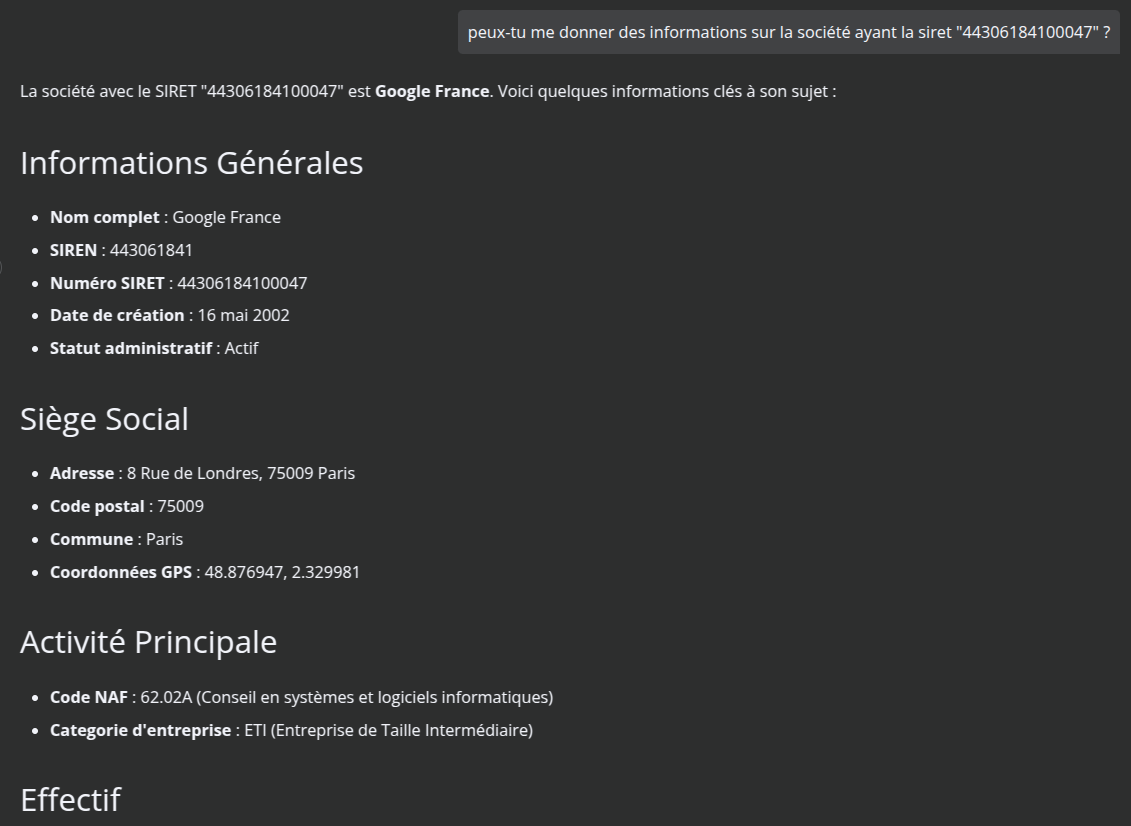 peux-tu me donner des informations sur la société ayant la siret "44306184100047" ?
La société avec le SIRET "44306184100047" est Google France. Voici quelques informations clés à son sujet :
Informations Générales
• Nom complet : Google France
• SIREN : 443061841
• Numéro SIRET : 44306184100047
• Date de création : 16 mai 2002
• Statut administratif : Actif
Siège Social
• Adresse : 8 Rue de Londres, 75009 Paris
• Code postal : 75009
• Commune : Paris
• Coordonnées GPS : 48.876947, 2.329981
Activité Principale
• Code NAF : 62.02A (Conseil en systèmes et logiciels informatiques)
• Categorie d'entreprise : ETI (Entreprise de Taille Intermédiaire)
Effectif